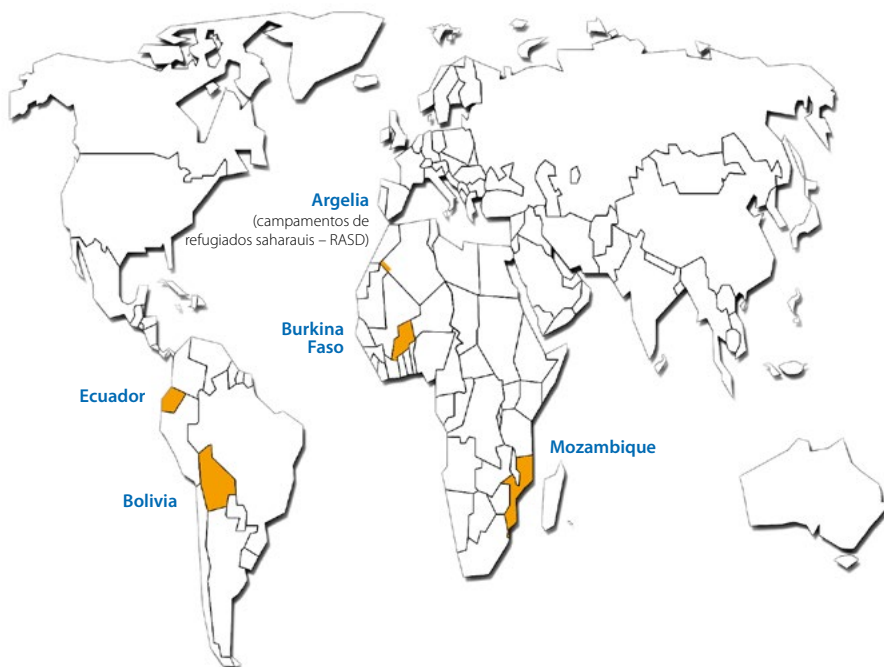 Argelia
(campamentos de
refugiados saharauis – RASD)
Burkina
Faso
Ecuador
Mozambique
Bolivia